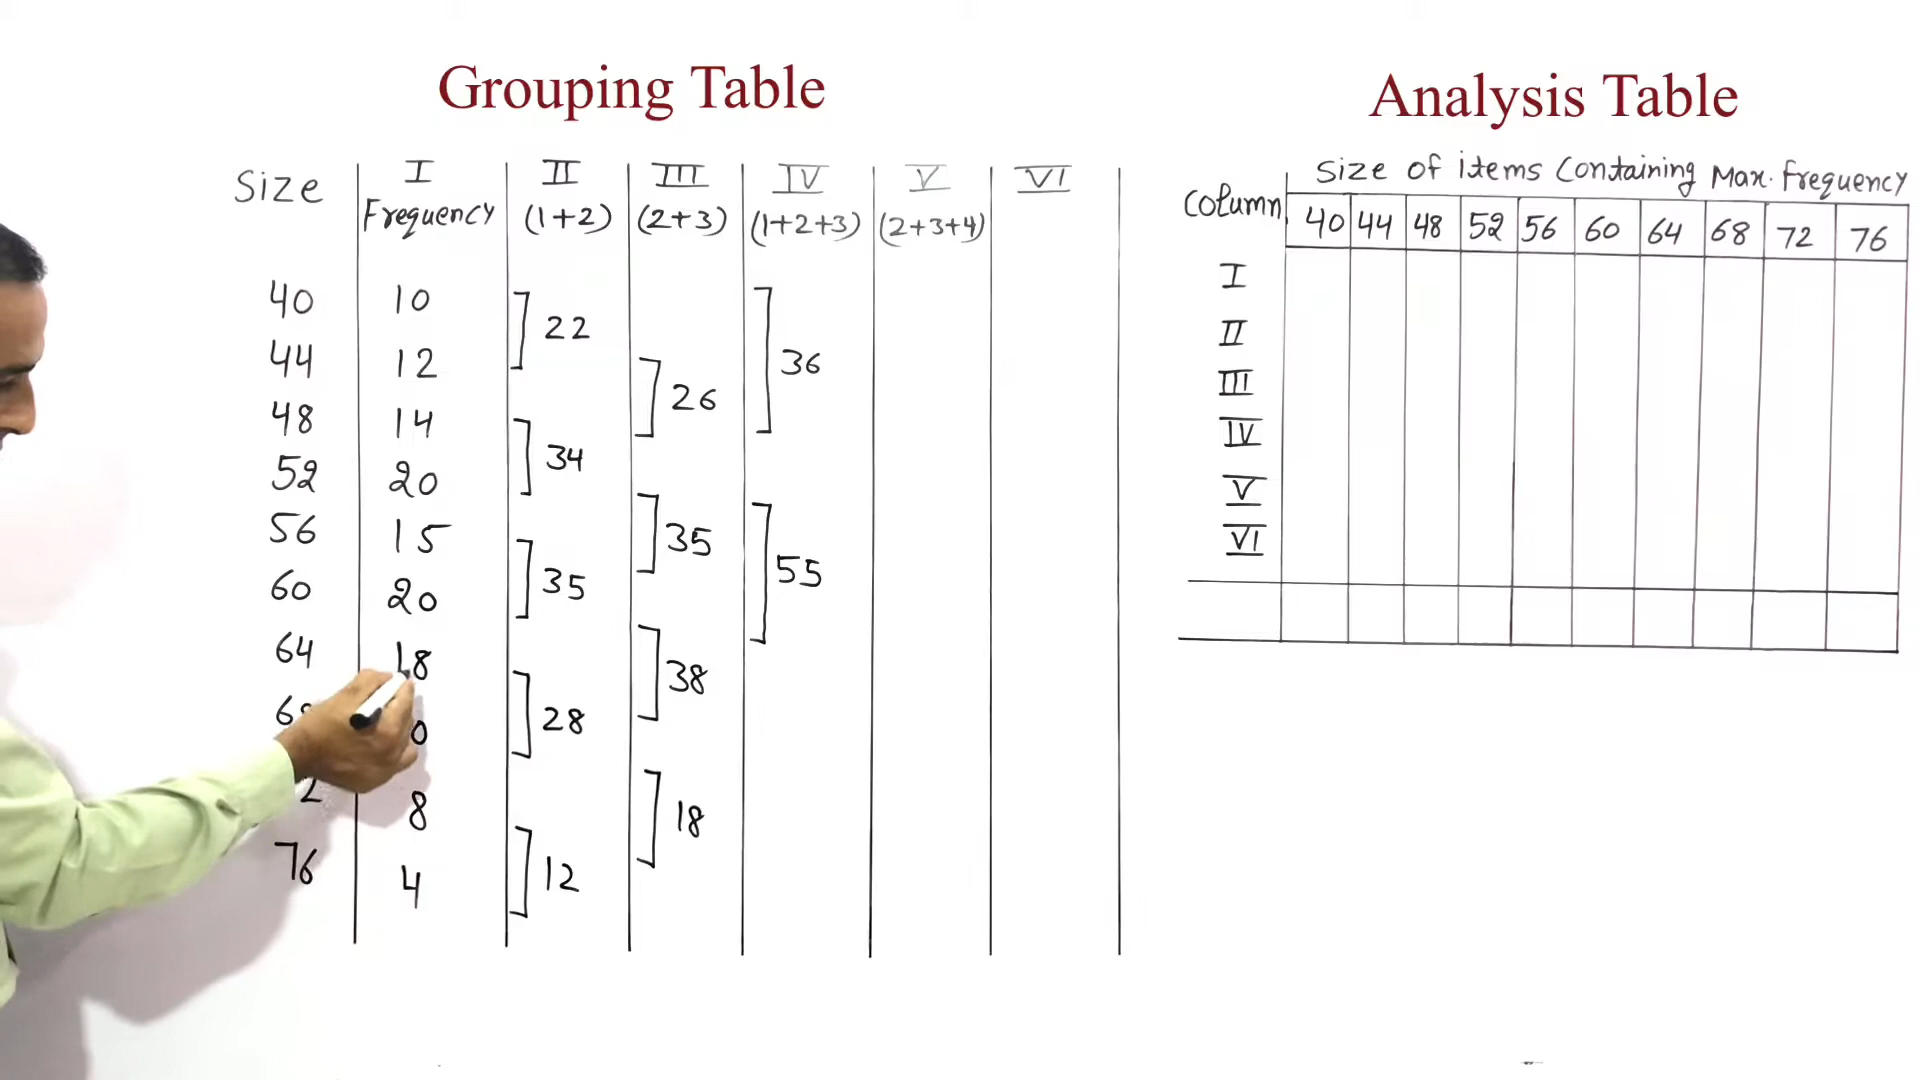 Grouping Table
Size I II III IV V VI
Frequency (1+2) (2+3) (1+2+3) (2+3+4)
40 10
22
44 12
36
26
48 14
34
52 20
35
56 15
55
35
60 20
64 18
38
28
8
18
76 4
12
Analysis Table
Size of items Containing Max. frequency
Column 40 44 48 52 56 60 64 68 72 76
I
II
III
IV
V
VI